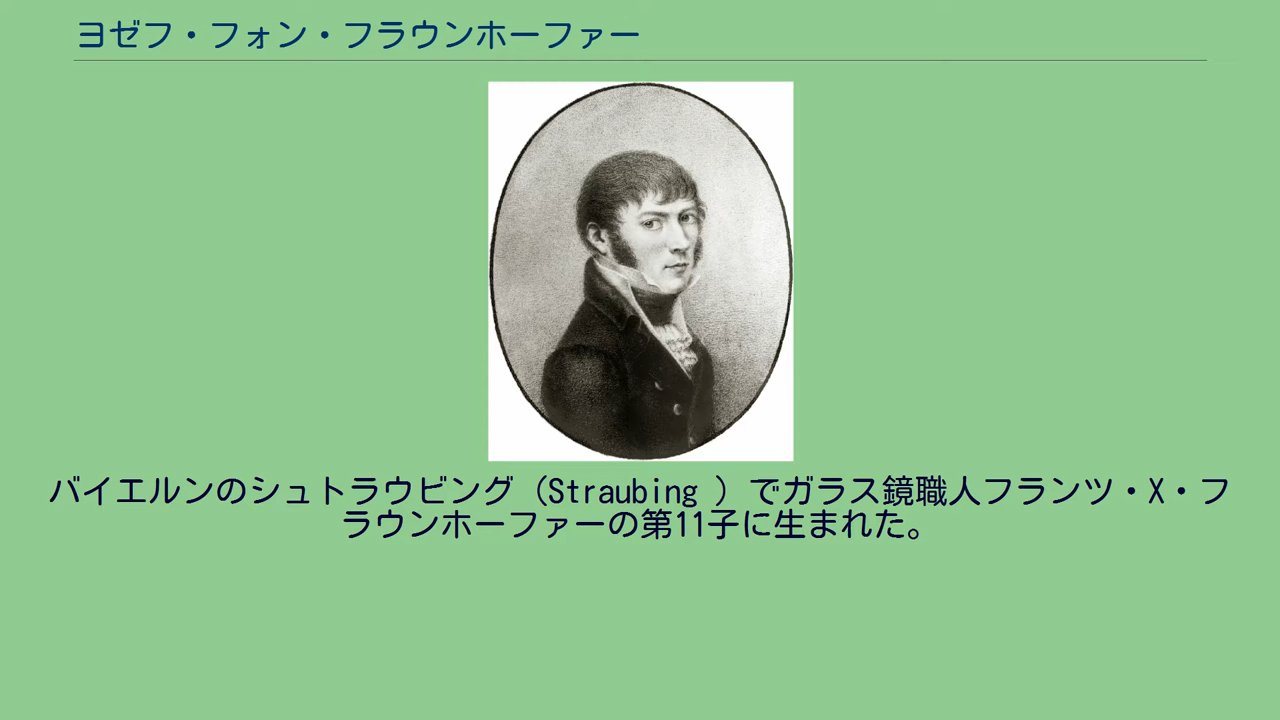 ヨゼフ・フォン・フラウンホーファー
バイエルンのシュトラウビング（Straubing ）でガラス鏡職人フランツ・X・フ
ラウンホーファーの第11子に生まれた。